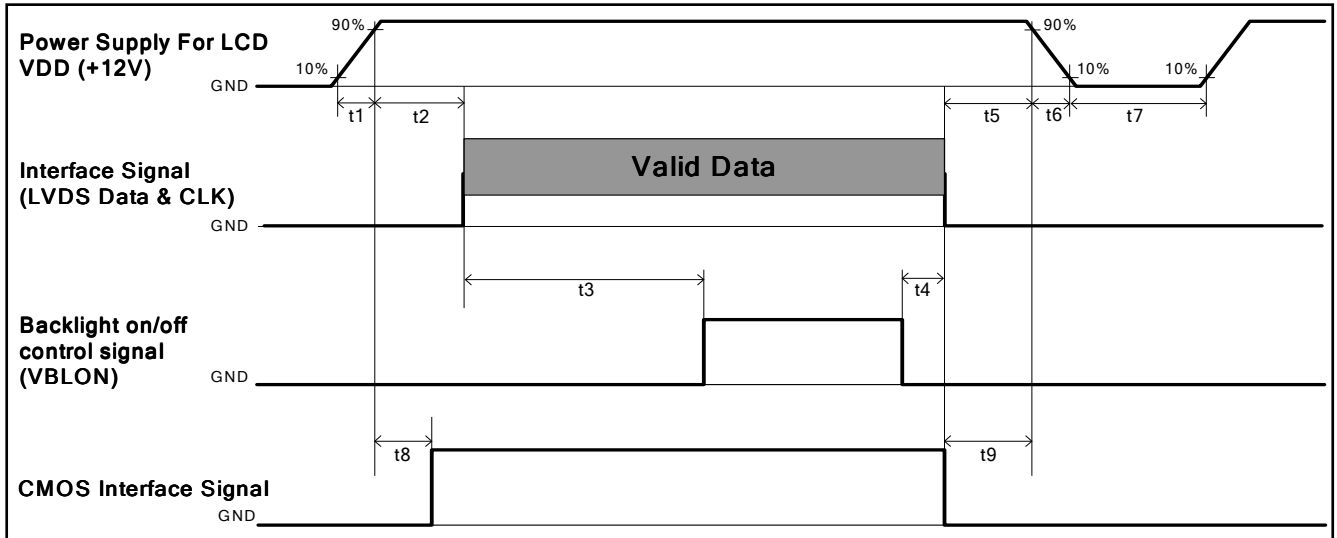 Power Supply For LCD
VDD (+12V)
GND
10%
90%
90%
10%
10%
t1
t2
t5
t6
t7
Interface Signal
(LVDS Data & CLK)
GND
Valid Data
t3
t4
Backlight on/off
control signal
(VBLON)
GND
t8
t9
CMOS Interface Signal
GND